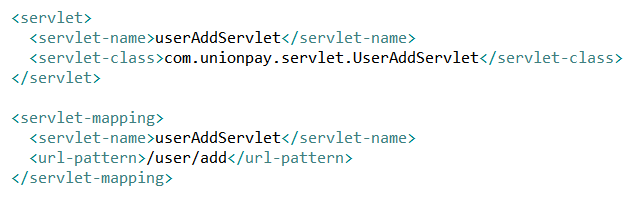 <servlet>
  <servlet-name>userAddServlet</servlet-name>
  <servlet-class>com.unionpay.servlet.UserAddServlet</servlet-class>
</servlet>

<servlet-mapping>
  <servlet-name>userAddServlet</servlet-name>
  <url-pattern>/user/add</url-pattern>
</servlet-mapping>